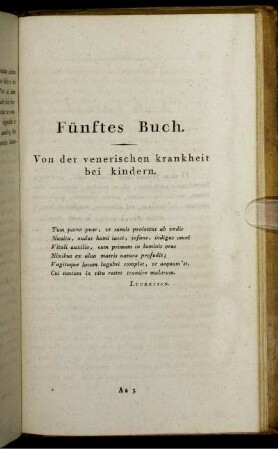 Fünftes Buch.
Von der venerischen krankheit
bei kindern.
Tum porro puer, ut saevis projectus ab undis
Navita, nudus humi iacet, infans, indigus omni
Vitali auxilio, cum primum in luminis oras
Nixibus ex alvo matris natura profudit;
Vagituque locum lugubri complet, ut aequum'st,
Cui tantum in vita restet transire malorum.
LUCRETIUS.
Aa 3